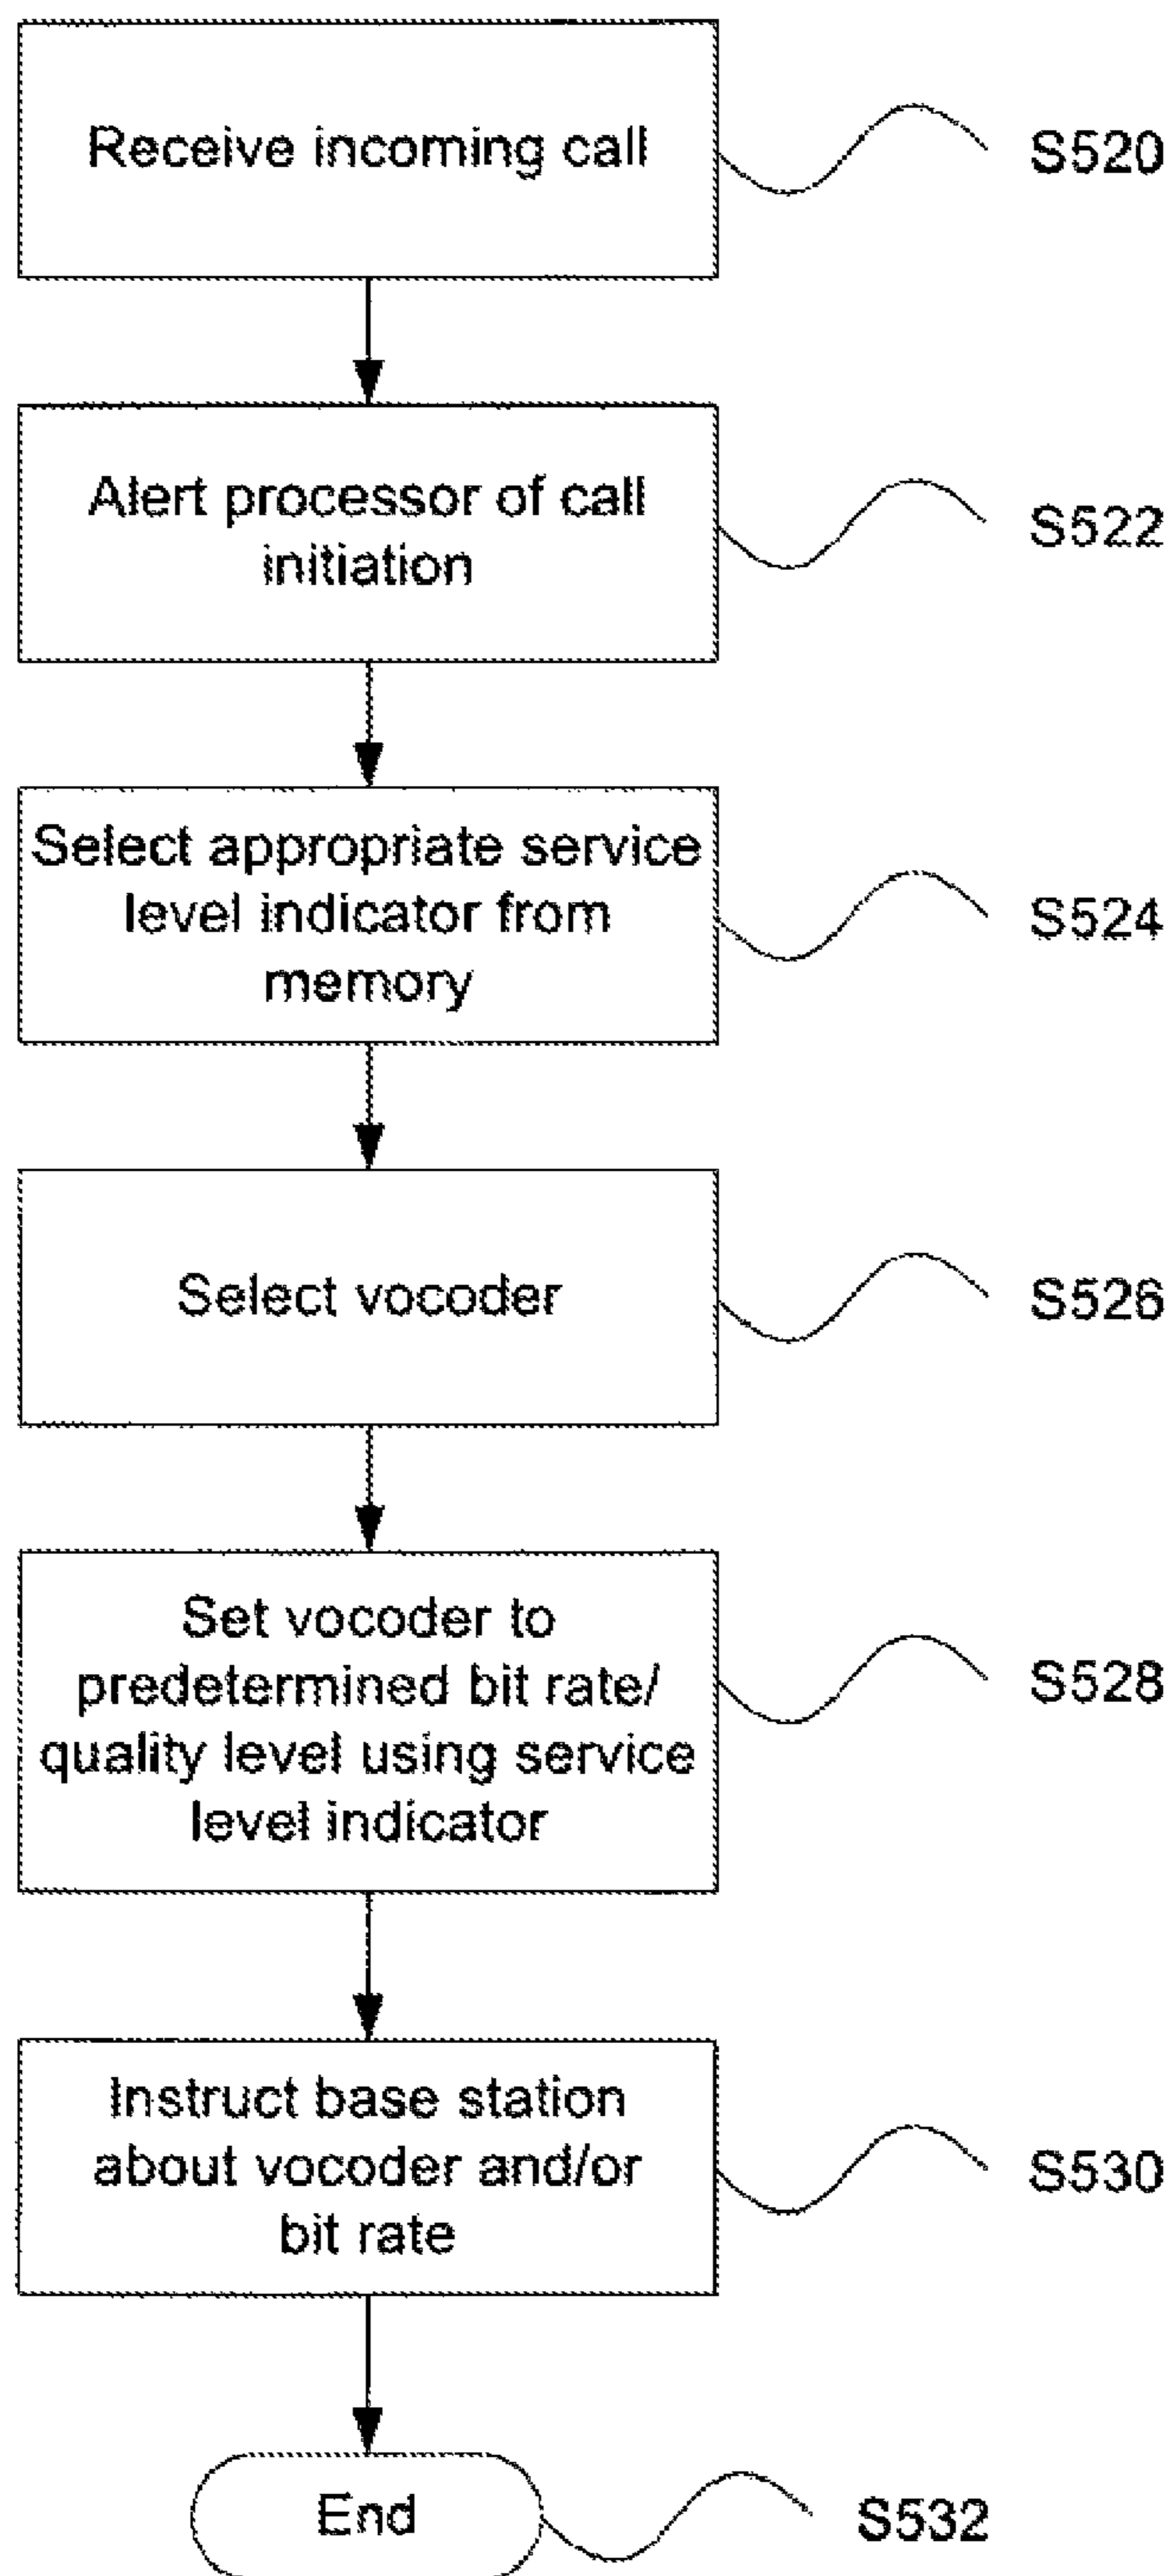 Receive incoming call
S520
Alert processor of call
initiation
S522
Select appropriate service
level indicator from
memory
S524
Select vocoder
S526
Set vocoder to
predetermined bit rate/
quality level using service
level indicator
S528
Instruct base station
about vocoder and/or
bit rate
S530
End
S532